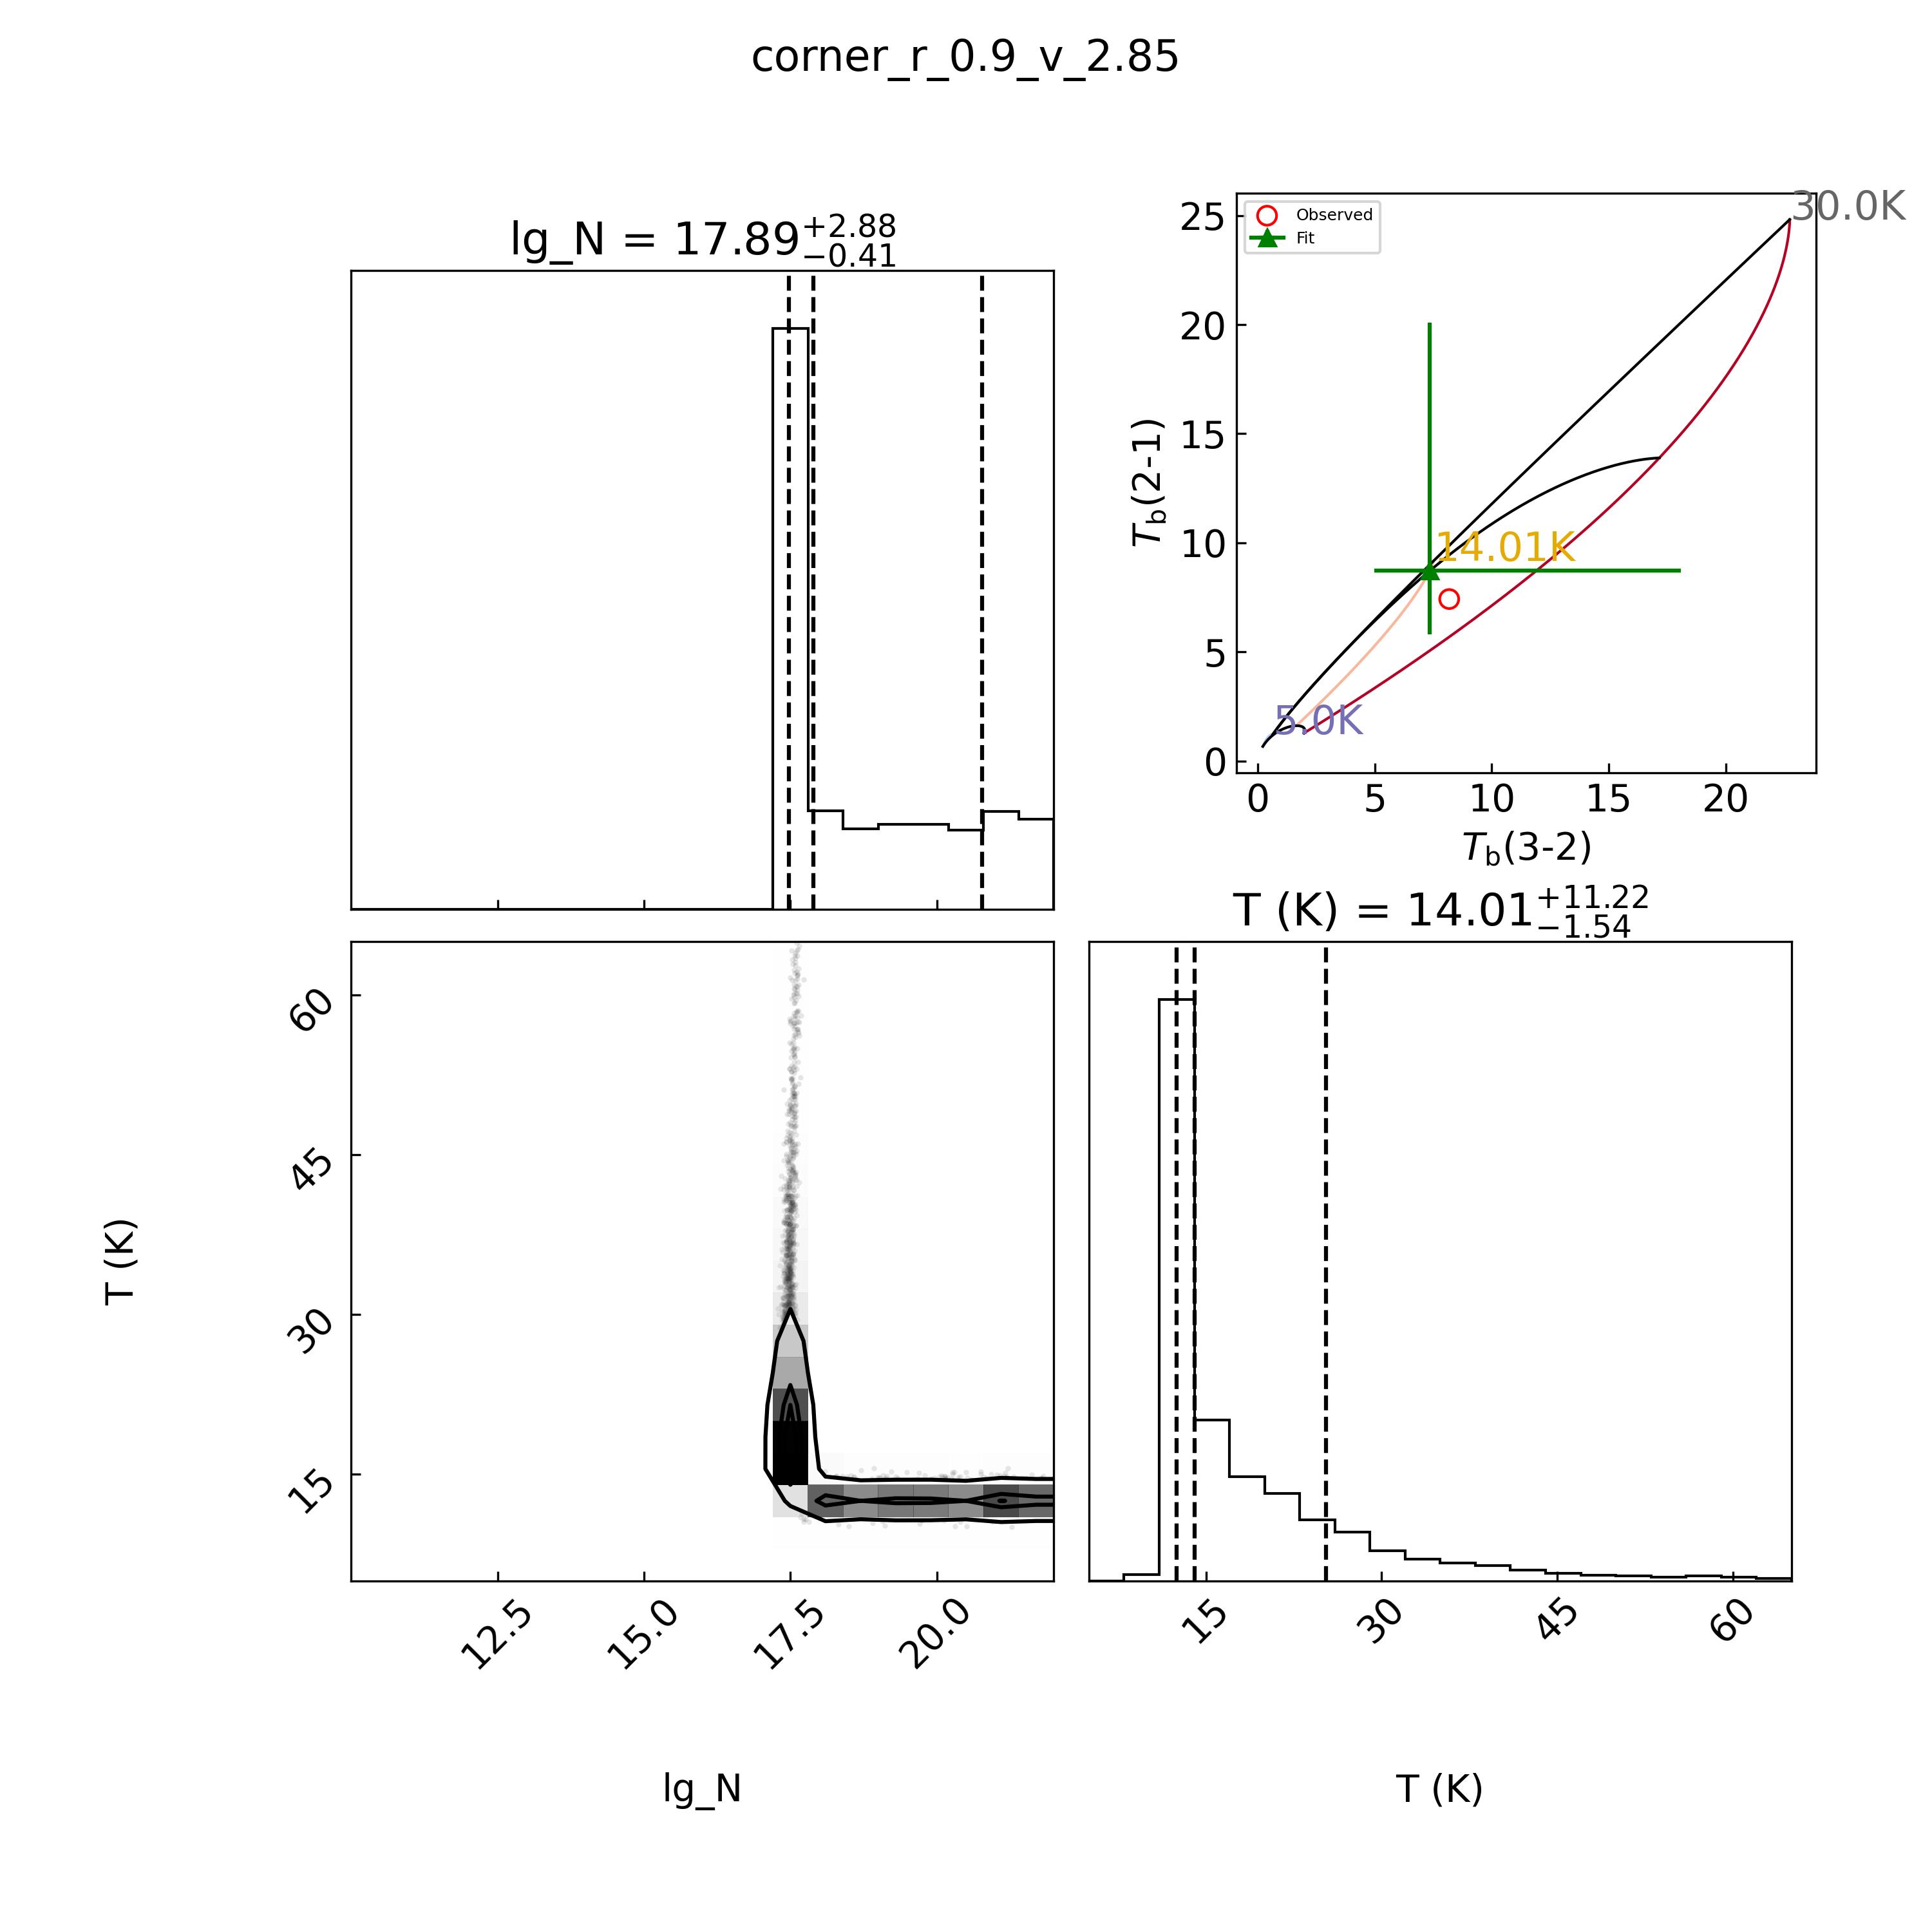 corner_r_0.9_v_2.85
lg_N = 17.89+2.88−0.41
30.0K
25
20
15
10
5
0
Observed
Fit
14.01K
5.0K
Tb(2-1)
0 5 10 15 20
Tb(3-2)
T (K) = 14.01+11.22−1.54
60
45
30
15
T (K)
12.5 15.0 17.5 20.0
lg_N
15 30 45 60
T (K)